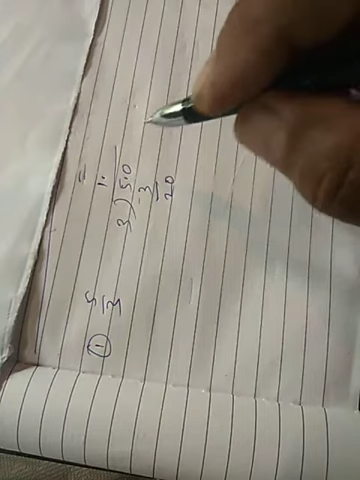 ① 5/3 =
1.
3)5.0
-3
20